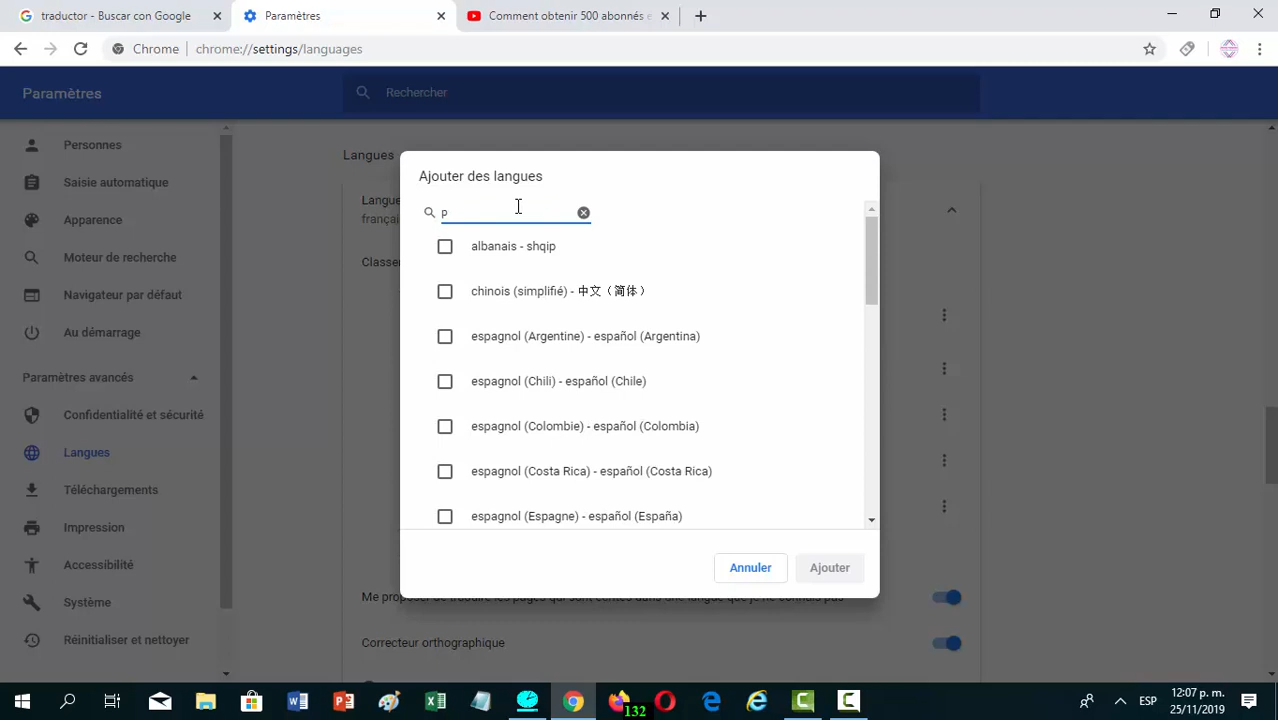 traductor - Buscar con Google
Paramètres
Comment obtenir 500 abonnés
Chrome chrome://settings/languages
Paramètres
Rechercher
Personnes
Saisie automatique
Apparence
Moteur de recherche
Navigateur par défaut
Au démarrage
Paramètres avancés
Confidentialité et sécurité
Langues
Téléchargements
Impression
Accessibilité
Système
Réinitialiser et nettoyer
Langues
Ajouter des langues
p
albanais - shqip
chinois (simplifié) - 中文（简体）
espagnol (Argentine) - español (Argentina)
espagnol (Chili) - español (Chile)
espagnol (Colombie) - español (Colombia)
espagnol (Costa Rica) - español (Costa Rica)
espagnol (Espagne) - español (España)
Annuler
Ajouter
Correcteur orthographique
132
ESP
12:07 p. m.
25/11/2019